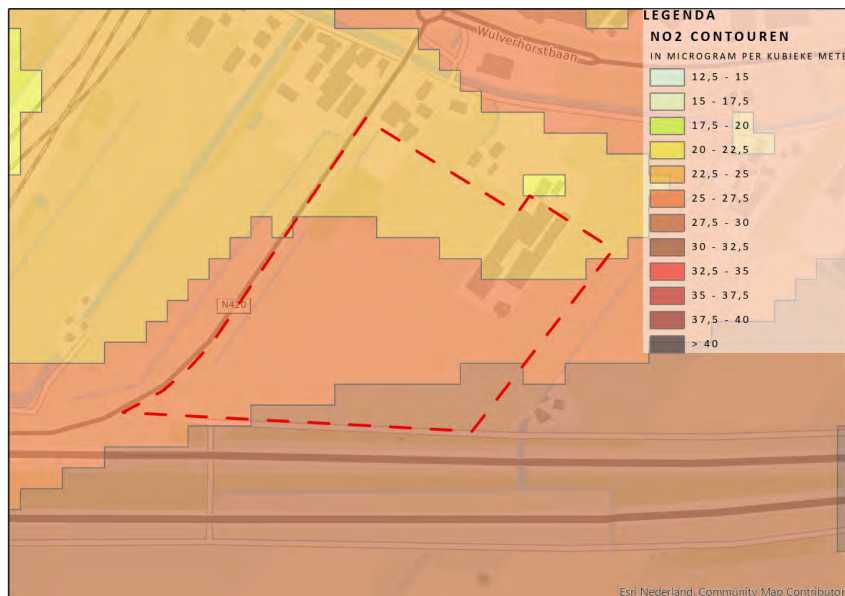 LEGENDA
NO2 CONTOUREN
IN MICROGRAM PER KUBIEKE METE
12,5 - 15
15 - 17,5
17,5 - 20
20 - 22,5
22,5 - 25
25 - 27,5
27,5 - 30
30 - 32,5
32,5 - 35
35 - 37,5
37,5 - 40
> 40
Wulverhorstbaan
N420
Esri Nederland, Community Map Contributor